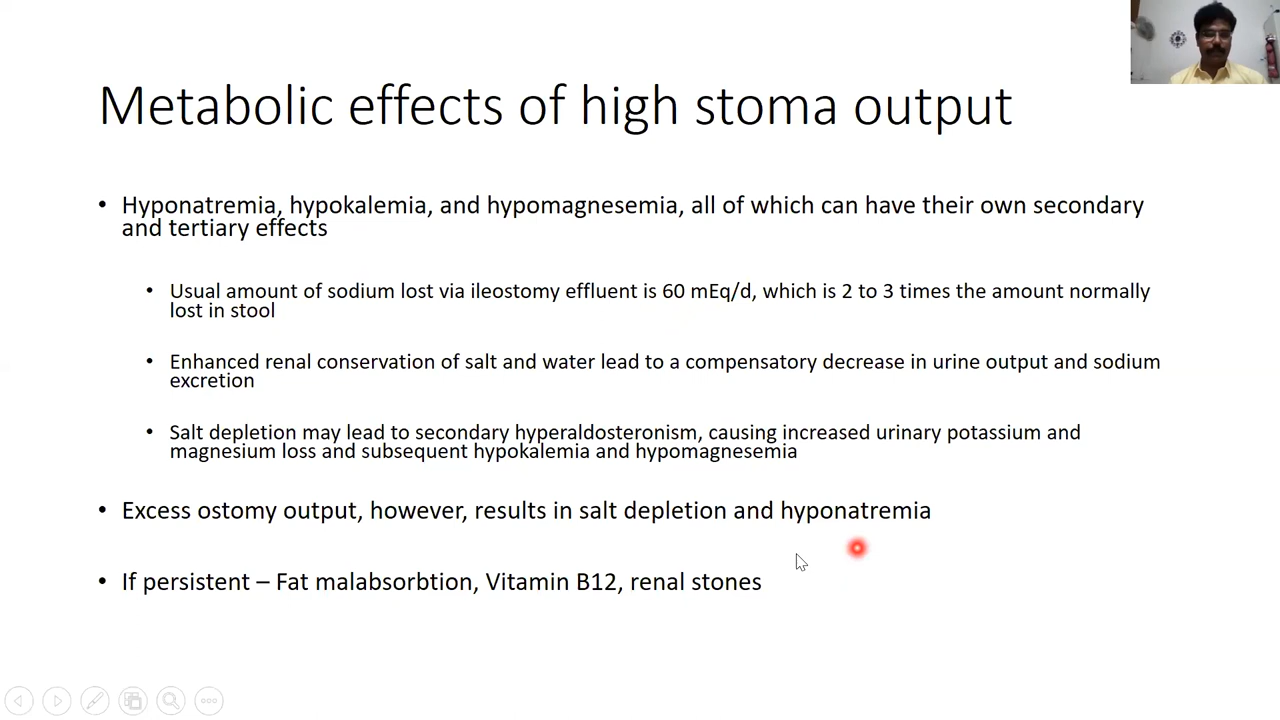 Metabolic effects of high stoma output
• Hyponatremia, hypokalemia, and hypomagnesemia, all of which can have their own secondary
and tertiary effects
• Usual amount of sodium lost via ileostomy effluent is 60 mEq/d, which is 2 to 3 times the amount normally
lost in stool
• Enhanced renal conservation of salt and water lead to a compensatory decrease in urine output and sodium
excretion
• Salt depletion may lead to secondary hyperaldosteronism, causing increased urinary potassium and
magnesium loss and subsequent hypokalemia and hypomagnesemia
• Excess ostomy output, however, results in salt depletion and hyponatremia
• If persistent – Fat malabsorbtion, Vitamin B12, renal stones